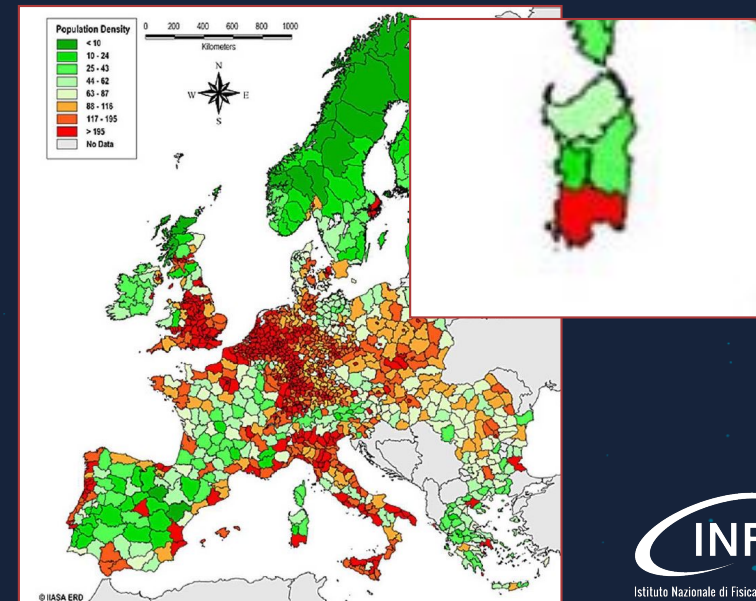 Population Density
< 10
10 - 24
25 - 43
44 - 62
63 - 87
88 - 116
117 - 195
> 195
No Data
0 200 400 600 800 1000
Kilometers
N
W E
S
© IIASA ERD
INF
Istituto Nazionale di Fisica